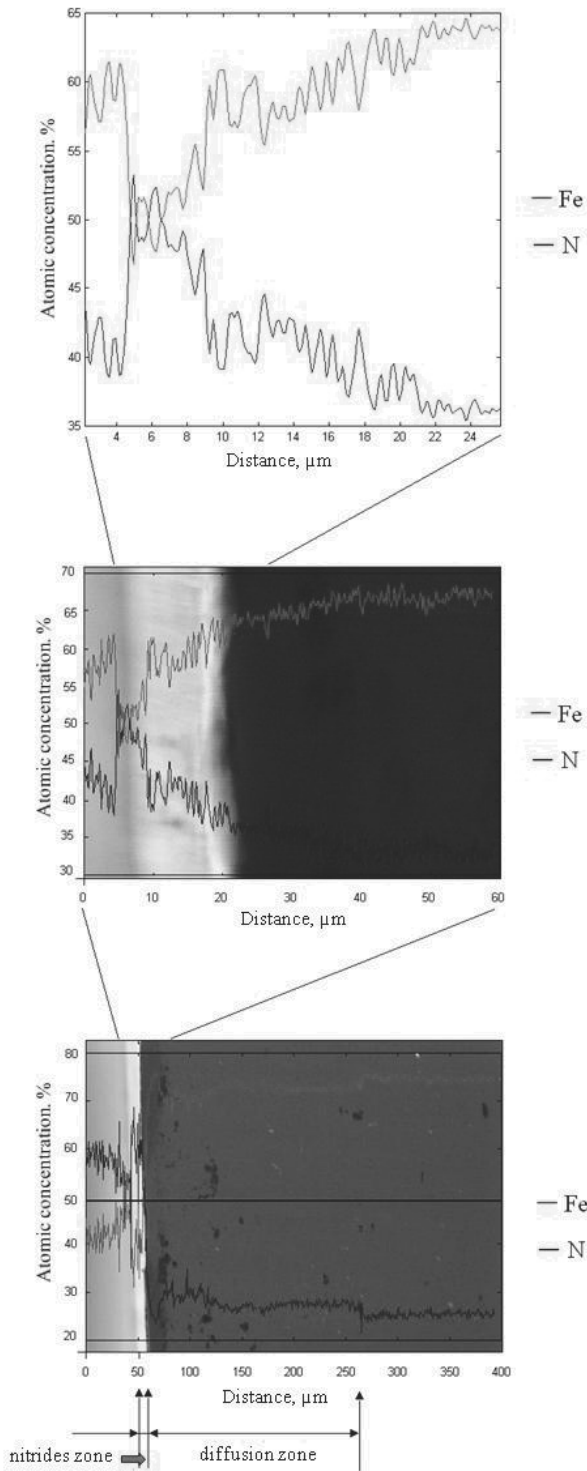 65
60
55
50
45
40
35
4 6 8 10 12 14 16 18 20 22 24
Atomic concentration. %
Distance, µm
Fe
N
70
65
60
55
50
45
40
35
30
0 10 20 30 40 50 60
Atomic concentration. %
Distance, µm
Fe
N
80
70
60
50
40
30
20
0 50 100 150 200 250 300 350 400
Atomic concentration. %
Distance, µm
Fe
N
nitrides zone
diffusion zone